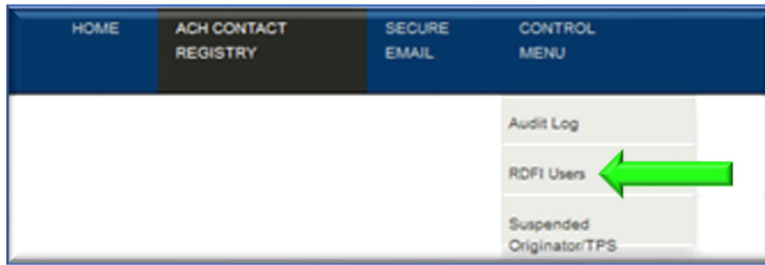 HOME
ACH CONTACT
REGISTRY
SECURE
EMAIL
CONTROL
MENU
Audit Log
RDFI Users
Suspended
Originator/TPS